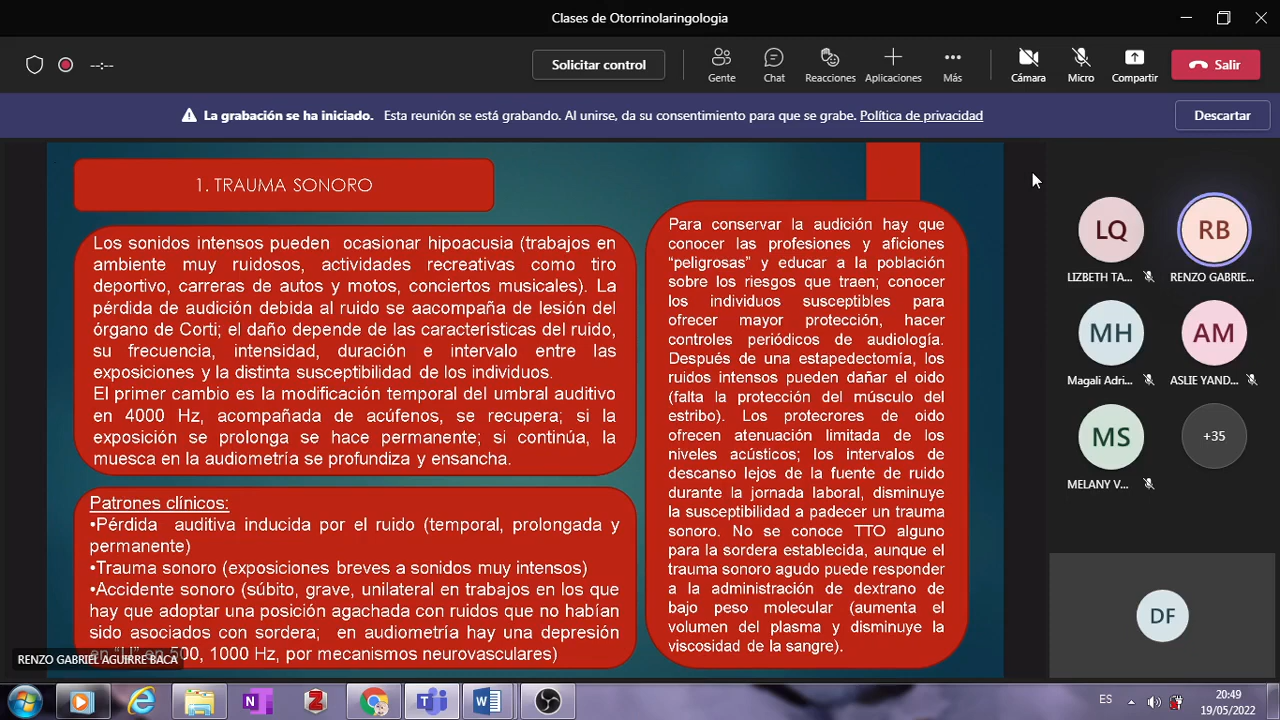 Clases de Otorrinolaringologia
--:--
Solicitar control
Gente
Chat
Reacciones
Aplicaciones
Más
Cámara
Micro
Compartir
Salir
La grabación se ha iniciado. Esta reunión se está grabando. Al unirse, da su consentimiento para que se grabe. Política de privacidad
Descartar
1. TRAUMA SONORO
Los sonidos intensos pueden ocasionar hipoacusia (trabajos en
ambiente muy ruidosos, actividades recreativas como tiro
deportivo, carreras de autos y motos, conciertos musicales). La
pérdida de audición debida al ruido se aacompaña de lesión del
órgano de Corti; el daño depende de las características del ruido,
su frecuencia, intensidad, duración e intervalo entre las
exposiciones y la distinta susceptibilidad de los individuos.
El primer cambio es la modificación temporal del umbral auditivo
en 4000 Hz, acompañada de acúfenos, se recupera; si la
exposición se prolonga se hace permanente; si continúa, la
muesca en la audiometría se profundiza y ensancha.
Patrones clínicos:
•Pérdida auditiva inducida por el ruido (temporal, prolongada y
permanente)
•Trauma sonoro (exposiciones breves a sonidos muy intensos)
•Accidente sonoro (súbito, grave, unilateral en trabajos en los que
hay que adoptar una posición agachada con ruidos que no habían
sido asociados con sordera; en audiometría hay una depresión
en "U" en 500, 1000 Hz, por mecanismos neurovasculares)
RENZO GABRIEL AGUIRRE BACA
Para conservar la audición hay que
conocer las profesiones y aficiones
"peligrosas" y educar a la población
sobre los riesgos que traen; conocer
los individuos susceptibles para
ofrecer mayor protección, hacer
controles periódicos de audiología.
Después de una estapedectomía, los
ruidos intensos pueden dañar el oido
(falta la protección del músculo del
estribo). Los protecrores de oido
ofrecen atenuación limitada de los
niveles acústicos; los intervalos de
descanso lejos de la fuente de ruido
durante la jornada laboral, disminuye
la susceptibilidad a padecer un trauma
sonoro. No se conoce TTO alguno
para la sordera establecida, aunque el
trauma sonoro agudo puede responder
a la administración de dextrano de
bajo peso molecular (aumenta el
volumen del plasma y disminuye la
viscosidad de la sangre).
LQ
RB
LIZBETH TA...
RENZO GABRIE...
MH
AM
Magali Adri...
ASLIE YAND...
MS
+35
MELANY V...
DF
ES
20:49
19/05/2022